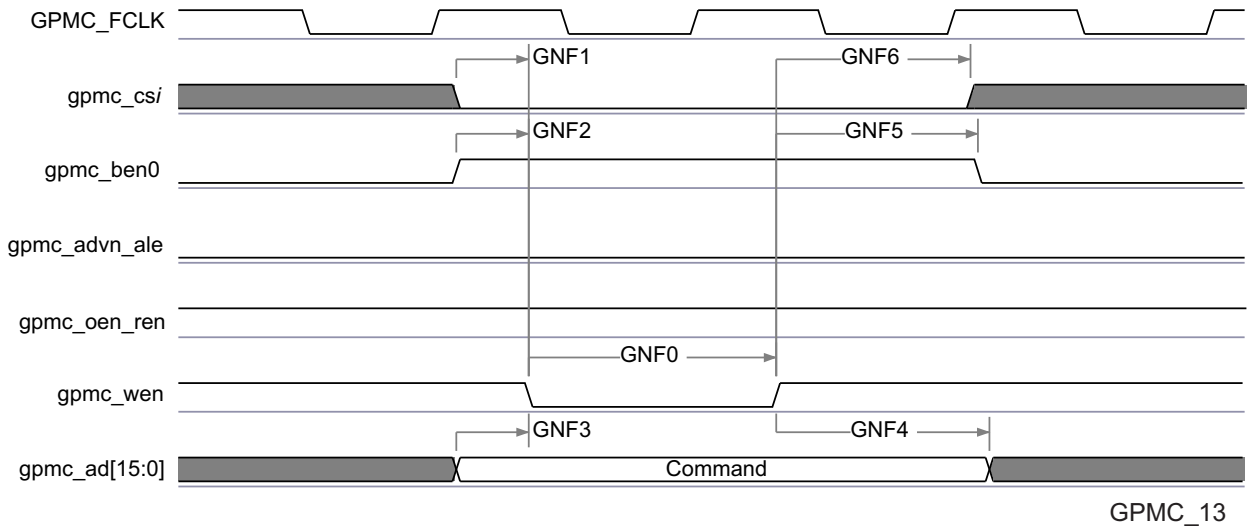 GPMC_FCLK
GNF1
GNF6
gpmc_csi
GNF2
GNF5
gpmc_ben0
gpmc_advn_ale
gpmc_oen_ren
GNF0
gpmc_wen
GNF3
GNF4
gpmc_ad[15:0]
Command
GPMC_13